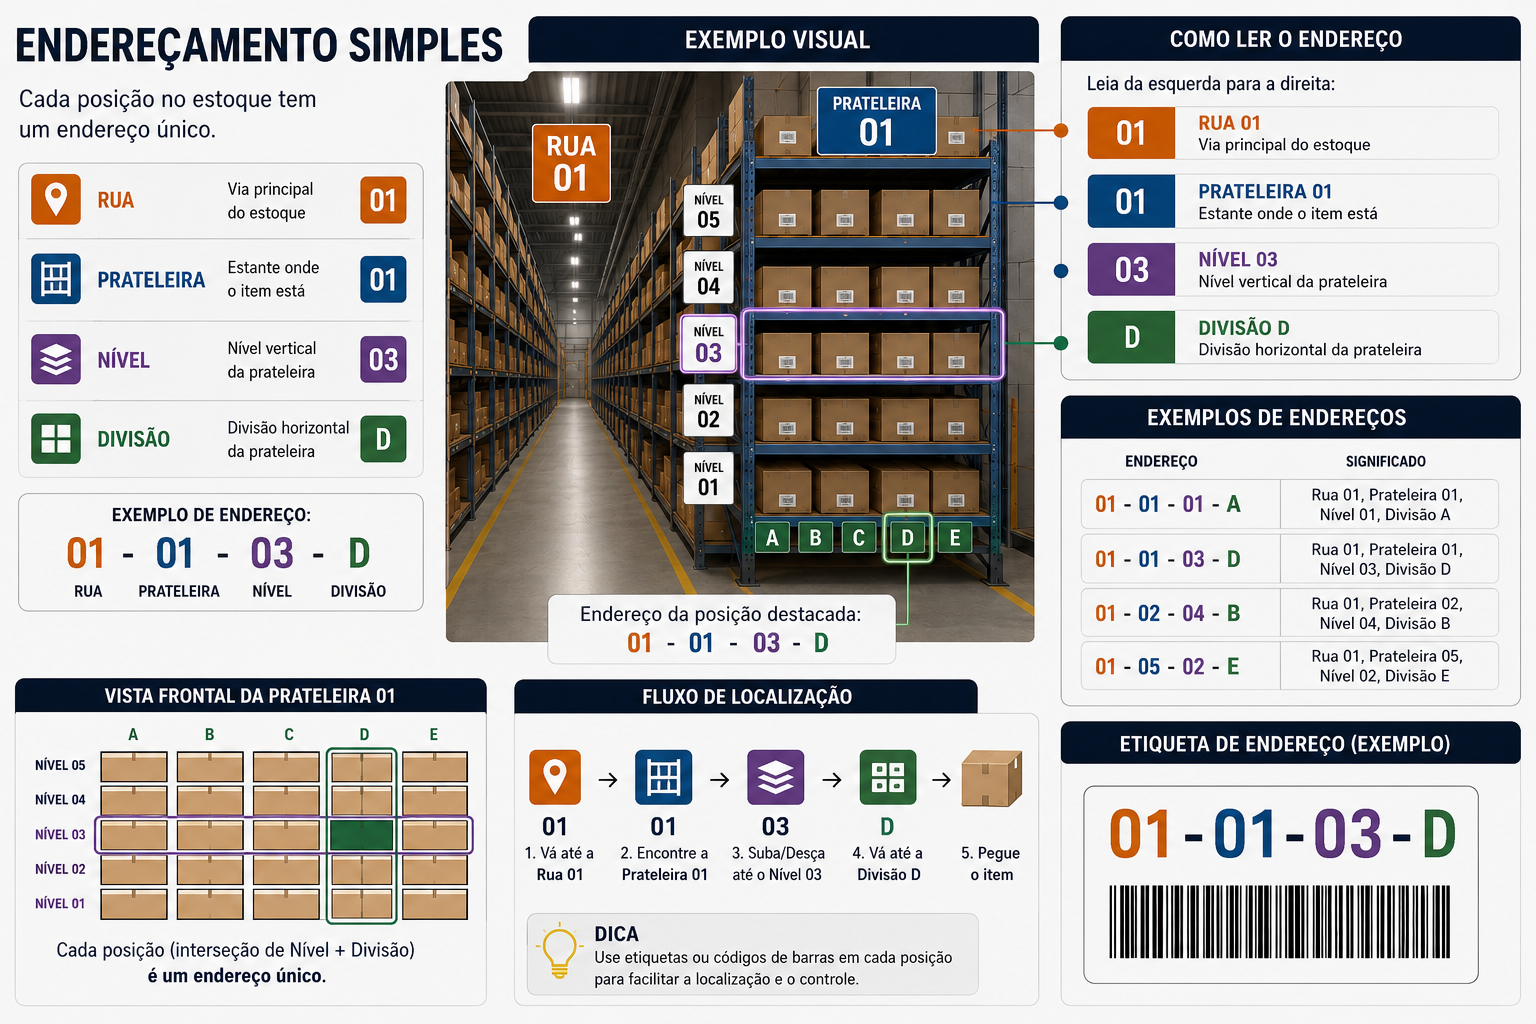 ENDEREÇAMENTO SIMPLES
Cada posição no estoque tem
um endereço único.
RUA
Via principal
do estoque
01
PRATELEIRA
Estante onde
o item está
01
NÍVEL
Nível vertical
da prateleira
03
DIVISÃO
Divisão horizontal
da prateleira
D
EXEMPLO DE ENDEREÇO:
01 - 01 - 03 - D
RUA PRATELEIRA NÍVEL DIVISÃO
EXEMPLO VISUAL
RUA
01
PRATELEIRA
01
NÍVEL
05
NÍVEL
04
NÍVEL
03
NÍVEL
02
NÍVEL
01
A B C D E
Endereço da posição destacada:
01 - 01 - 03 - D
COMO LER O ENDEREÇO
Leia da esquerda para a direita:
01
RUA 01
Via principal do estoque
01
PRATELEIRA 01
Estante onde o item está
03
NÍVEL 03
Nível vertical da prateleira
D
DIVISÃO D
Divisão horizontal da prateleira
EXEMPLOS DE ENDEREÇOS
ENDEREÇO SIGNIFICADO
01 - 01 - 01 - A
Rua 01, Prateleira 01,
Nível 01, Divisão A
01 - 01 - 03 - D
Rua 01, Prateleira 01,
Nível 03, Divisão D
01 - 02 - 04 - B
Rua 01, Prateleira 02,
Nível 04, Divisão B
01 - 05 - 02 - E
Rua 01, Prateleira 05,
Nível 02, Divisão E
VISTA FRONTAL DA PRATELEIRA 01
A B C D E
NÍVEL 05
NÍVEL 04
NÍVEL 03
NÍVEL 02
NÍVEL 01
Cada posição (interseção de Nível + Divisão)
é um endereço único.
FLUXO DE LOCALIZAÇÃO
01
1. Vá até a
Rua 01
01
2. Encontre a
Prateleira 01
03
3. Suba/Desça
até o Nível 03
D
4. Vá até a
Divisão D
5. Pegue
o item
DICA
Use etiquetas ou códigos de barras em cada posição
para facilitar a localização e o controle.
ETIQUETA DE ENDEREÇO (EXEMPLO)
01-01-03-D